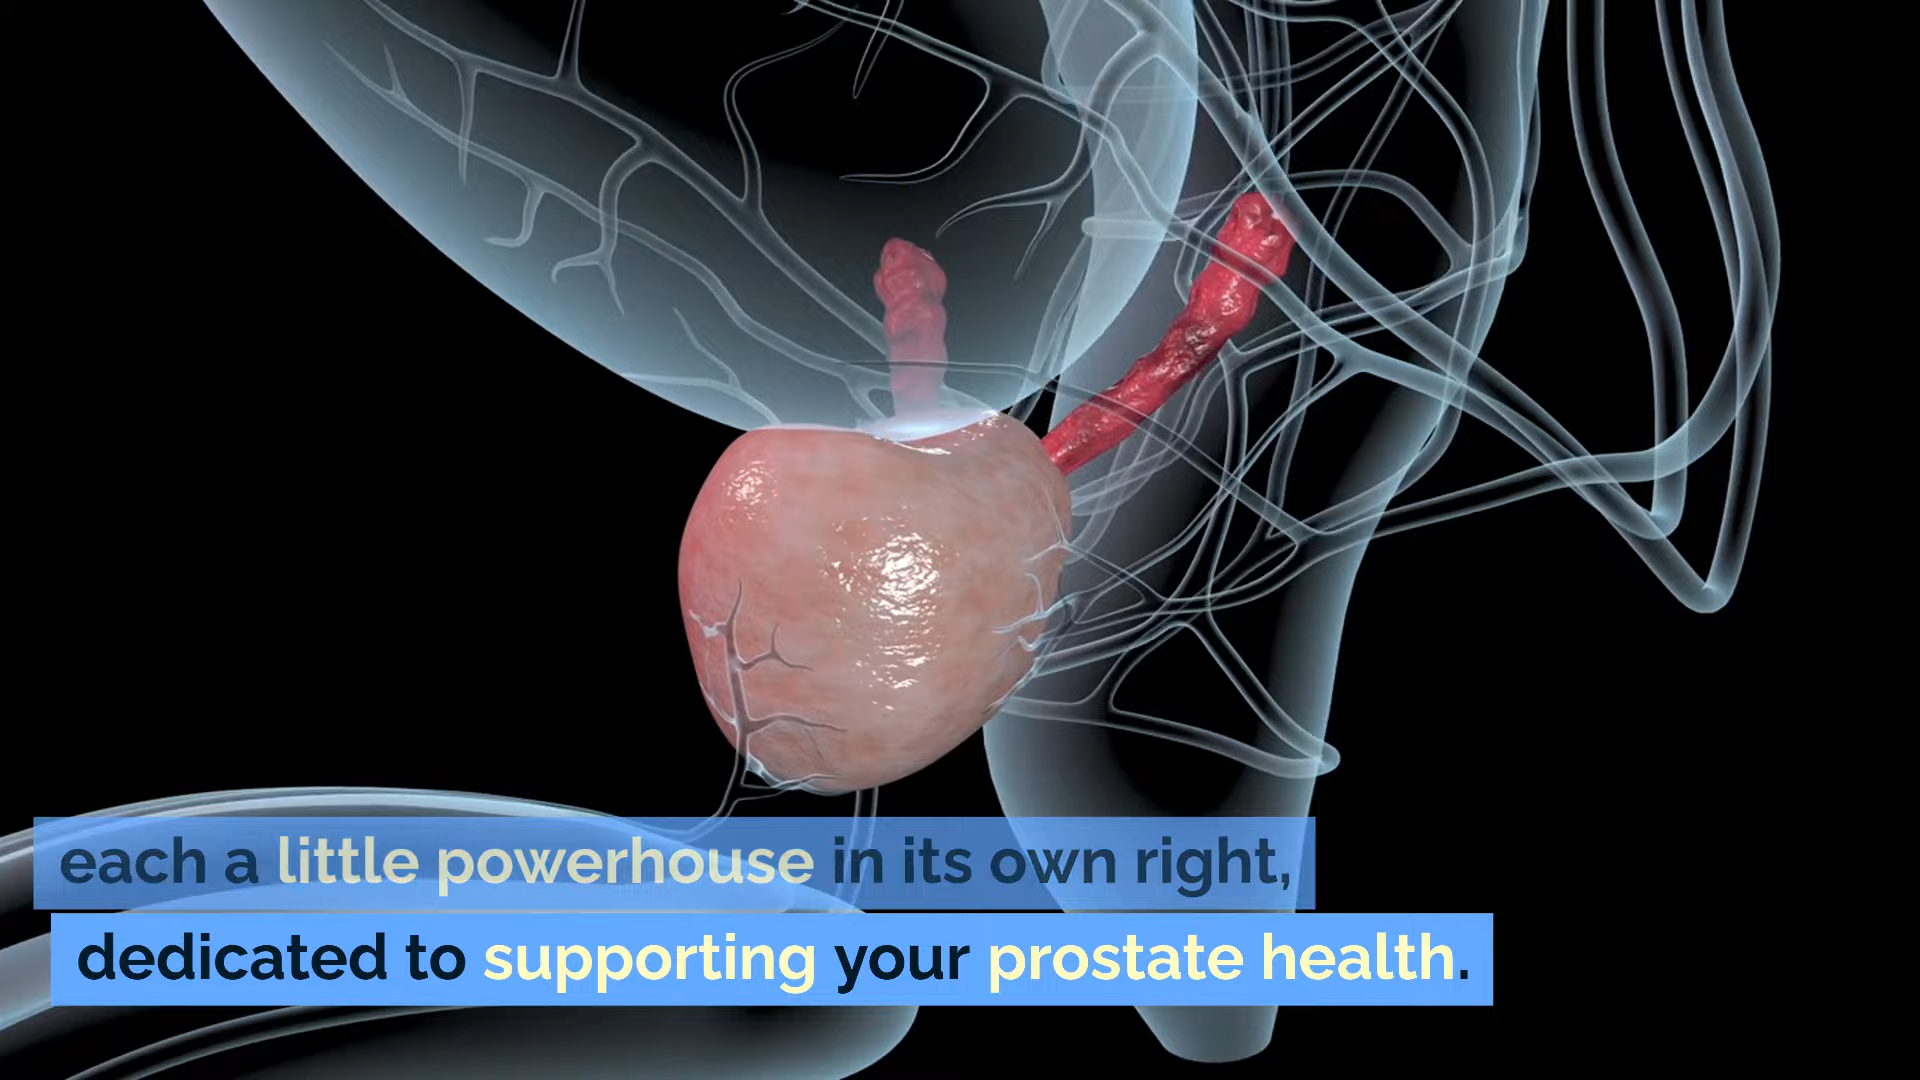 each a little powerhouse in its own right,
dedicated to supporting your prostate health.